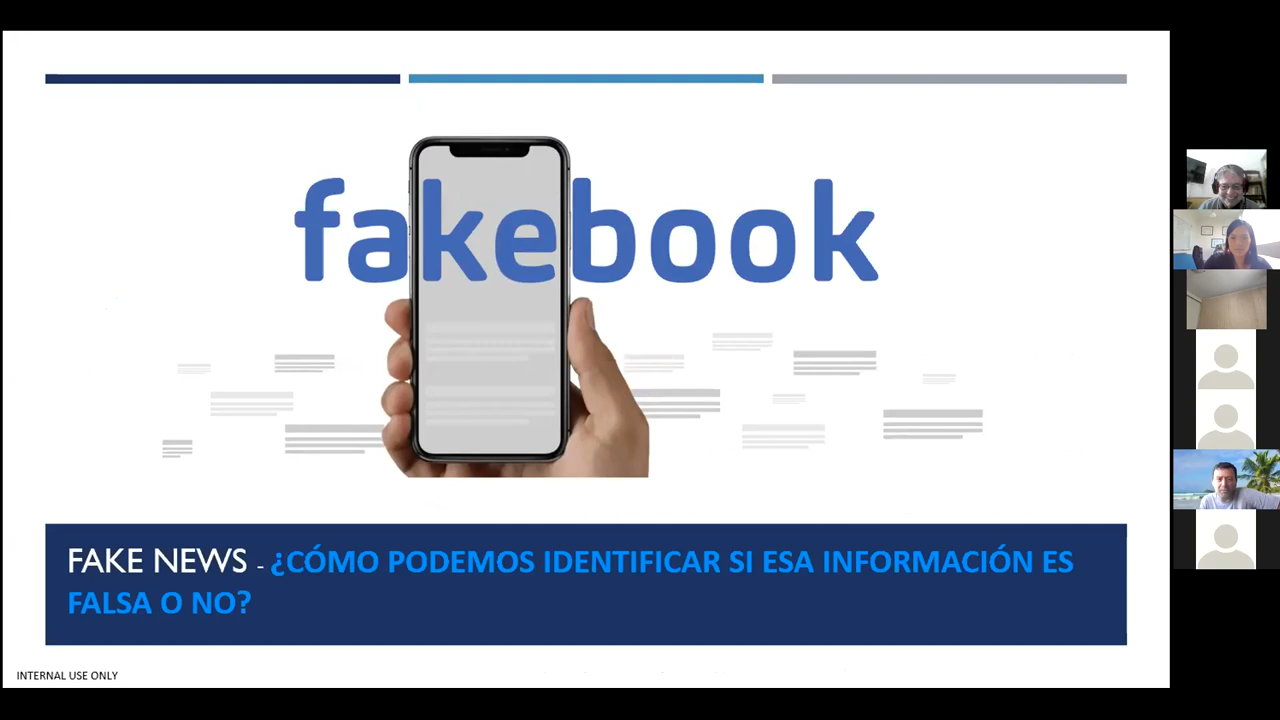 fakebook
FAKE NEWS - ¿CÓMO PODEMOS IDENTIFICAR SI ESA INFORMACIÓN ES
FALSA O NO?
INTERNAL USE ONLY